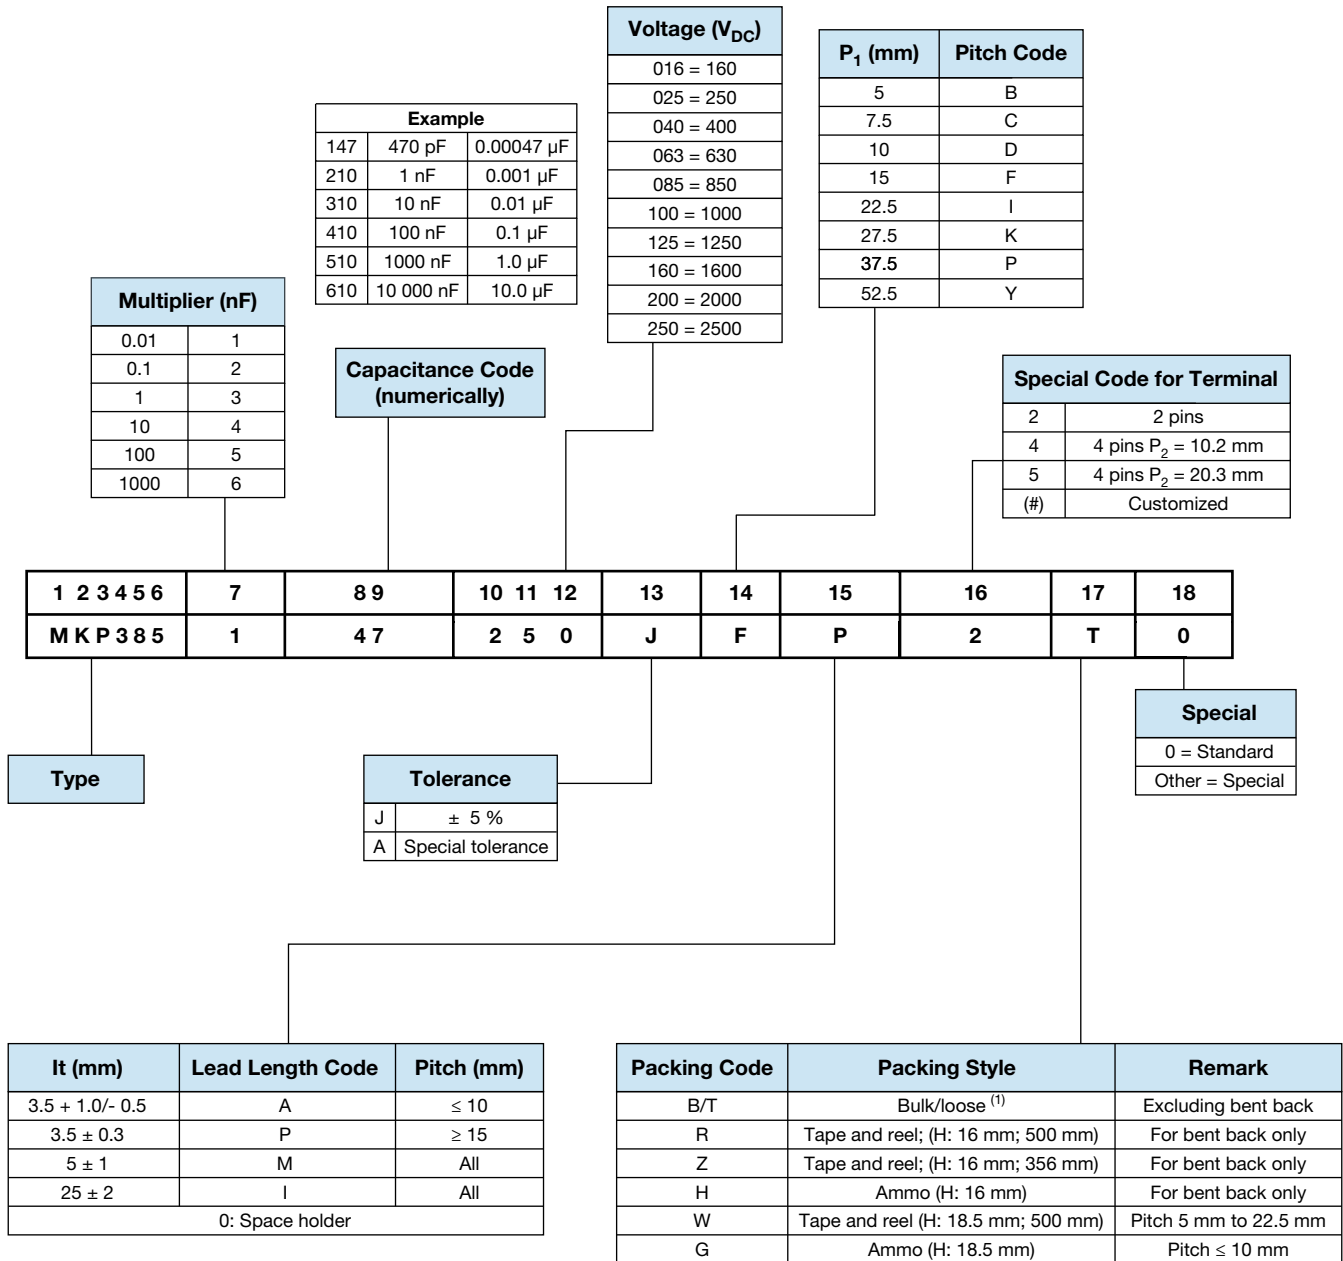 Voltage (VDC)
016 = 160
025 = 250
040 = 400
063 = 630
085 = 850
100 = 1000
125 = 1250
160 = 1600
200 = 2000
250 = 2500
P1 (mm) Pitch Code
5 B
7.5 C
10 D
15 F
22.5 I
27.5 K
37.5 P
52.5 Y
Example
147 470 pF 0.00047 µF
210 1 nF 0.001 µF
310 10 nF 0.01 µF
410 100 nF 0.1 µF
510 1000 nF 1.0 µF
610 10 000 nF 10.0 µF
Multiplier (nF)
0.01 1
0.1 2
1 3
10 4
100 5
1000 6
Capacitance Code
(numerically)
Special Code for Terminal
2 2 pins
4 4 pins P2 = 10.2 mm
5 4 pins P2 = 20.3 mm
(#) Customized
1 2 3 4 5 6 7 8 9 10 11 12 13 14 15 16 17 18
M K P 3 8 5 1 4 7 2 5 0 J F P 2 T 0
Type
Tolerance
J ± 5 %
A Special tolerance
Special
0 = Standard
Other = Special
It (mm) Lead Length Code Pitch (mm)
3.5 + 1.0/- 0.5 A ≤ 10
3.5 ± 0.3 P ≥ 15
5 ± 1 M All
25 ± 2 I All
0: Space holder
Packing Code Packing Style Remark
B/T Bulk/loose (1) Excluding bent back
R Tape and reel; (H: 16 mm; 500 mm) For bent back only
Z Tape and reel; (H: 16 mm; 356 mm) For bent back only
H Ammo (H: 16 mm) For bent back only
W Tape and reel (H: 18.5 mm; 500 mm) Pitch 5 mm to 22.5 mm
G Ammo (H: 18.5 mm) Pitch ≤ 10 mm